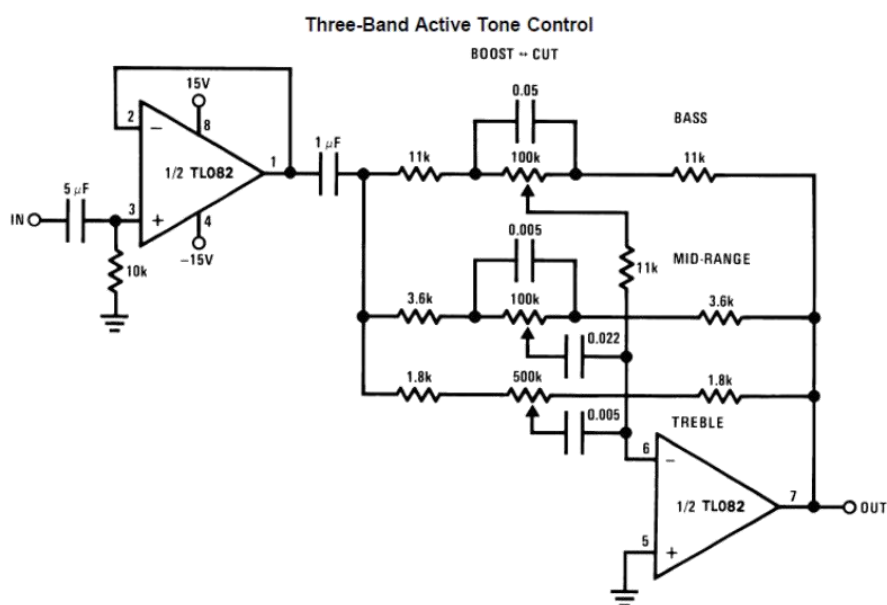 Three-Band Active Tone Control
BOOST ↔ CUT
15V
0.05
BASS
2
−
8
1/2 TL082
1
1 μF
11k
100k
11k
5 μF
IN
3
+
4
−15V
10k
0.005
11k
MID-RANGE
3.6k
100k
3.6k
0.022
1.8k
500k
1.8k
0.005
TREBLE
6
−
1/2 TL082
7
OUT
5
+